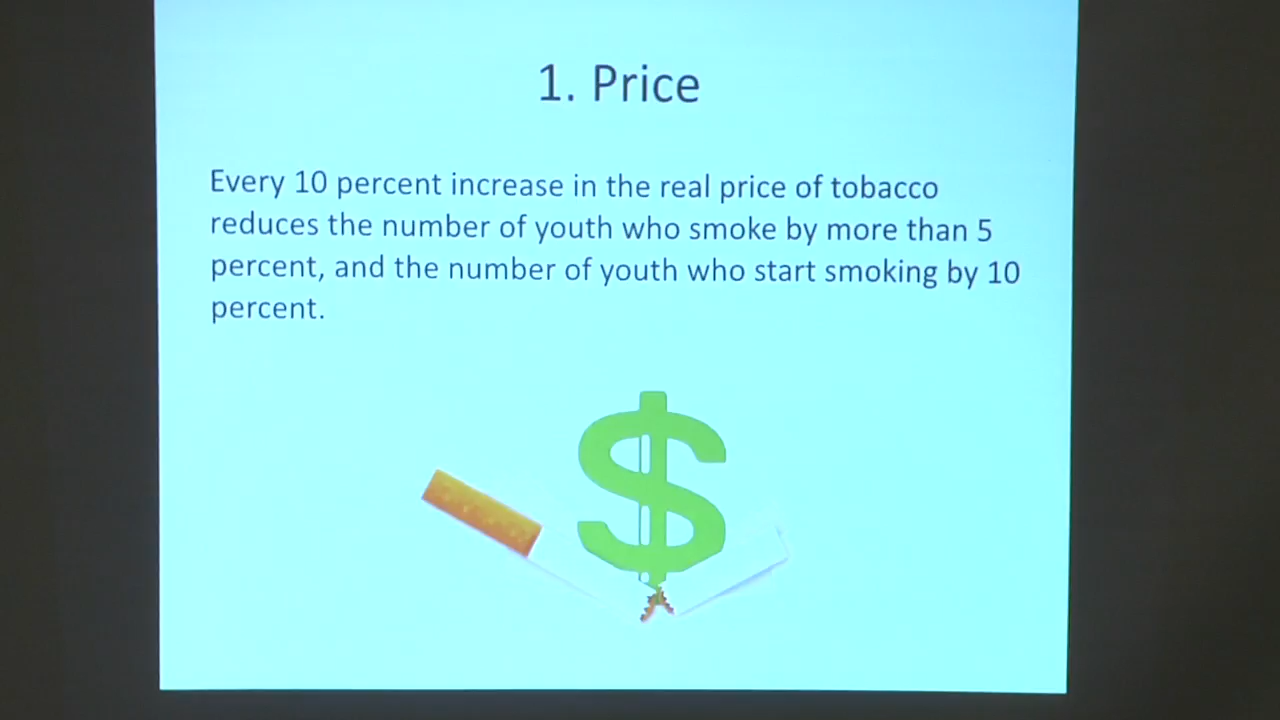 1. Price
Every 10 percent increase in the real price of tobacco
reduces the number of youth who smoke by more than 5
percent, and the number of youth who start smoking by 10
percent.
$